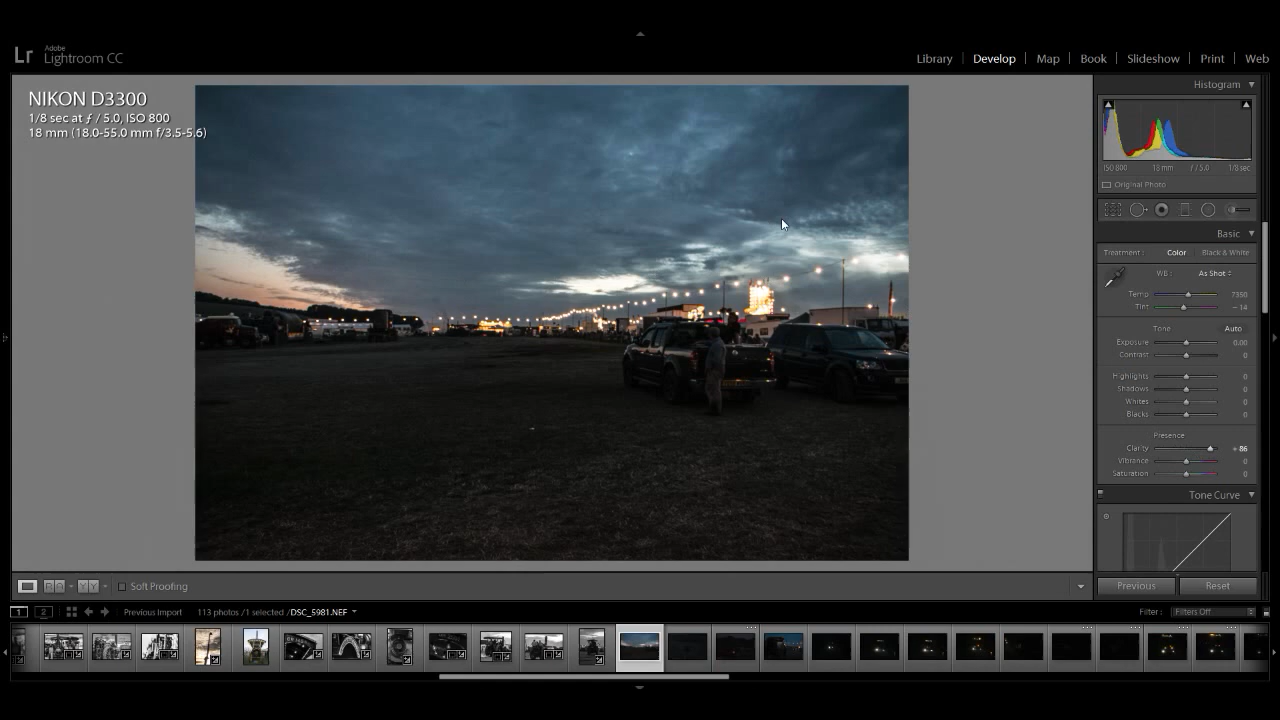 Lr Adobe
Lightroom CC
Library | Develop | Map | Book | Slideshow | Print | Web
NIKON D3300
1/8 sec at ƒ / 5.0, ISO 800
18 mm (18.0-55.0 mm f/3.5-5.6)
Histogram
ISO 800 18 mm f / 5.0 1/8 sec
Original Photo
Basic
Treatment : Color Black & White
WB : As Shot
Temp 7350
Tint - 14
Tone Auto
Exposure 0.00
Contrast 0
Highlights 0
Shadows 0
Whites 0
Blacks 0
Presence
Clarity + 86
Vibrance 0
Saturation 0
Tone Curve
Previous Reset
R A Y Y Soft Proofing
1 2 Previous Import 113 photos / 1 selected / DSC_5981.NEF Filter : Filters Off